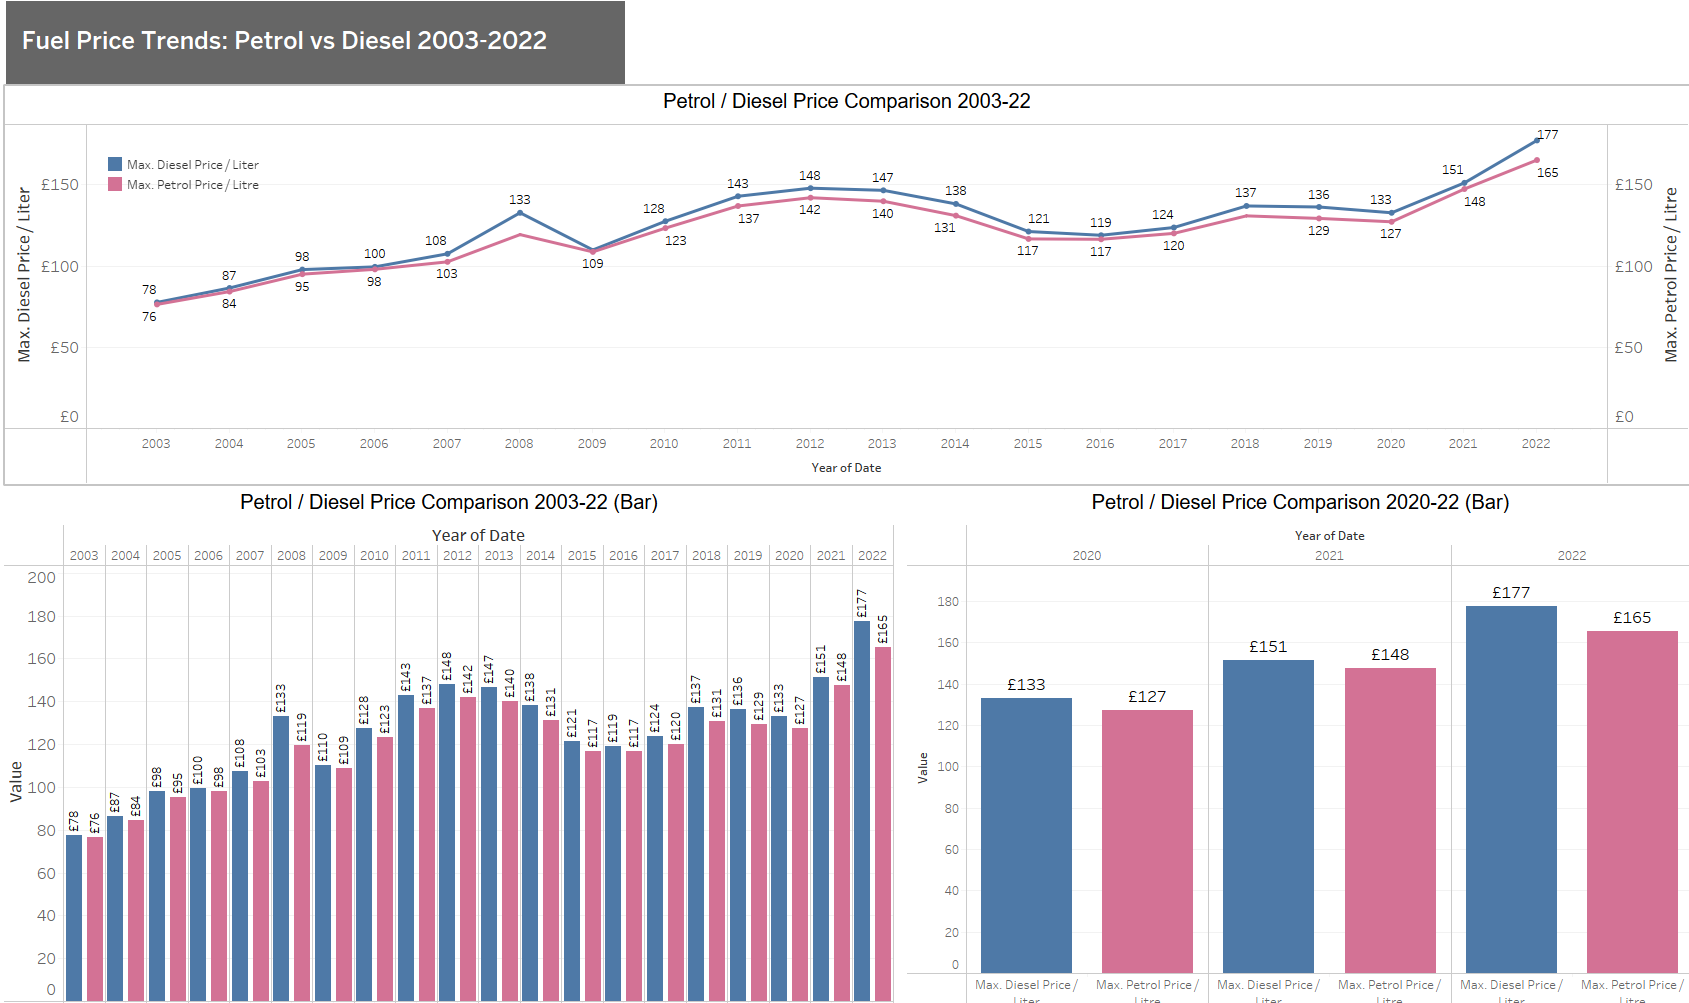 Fuel Price Trends: Petrol vs Diesel 2003-2022
Petrol / Diesel Price Comparison 2003-22
Max. Diesel Price / Liter
Max. Petrol Price / Litre
Max. Diesel Price / Liter
£150
£100
£50
£0
78 87 98 100 108 133 128 143 148 147 138 121 119 124 137 136 133 151 177
76 84 95 98 103 109 123 137 142 140 131 117 117 120 129 127 148 165
£150
£100
£50
£0
Max. Petrol Price / Litre
2003 2004 2005 2006 2007 2008 2009 2010 2011 2012 2013 2014 2015 2016 2017 2018 2019 2020 2021 2022
Year of Date
Petrol / Diesel Price Comparison 2003-22 (Bar)
Year of Date
2003 2004 2005 2006 2007 2008 2009 2010 2011 2012 2013 2014 2015 2016 2017 2018 2019 2020 2021 2022
Value
200
180
160
140
120
100
80
60
40
20
0
£78 £76 £87 £84 £98 £95 £100 £98 £108 £103 £133 £119 £110 £109 £128 £123 £143 £137 £148 £142 £147 £140 £138 £131 £121 £117 £119 £117 £124 £120 £137 £131 £136 £129 £133 £127 £151 £148 £177 £165
Petrol / Diesel Price Comparison 2020-22 (Bar)
Year of Date
2020 2021 2022
Value
180
160
140
120
100
80
60
40
20
0
£133 £127 £151 £148 £177 £165
Max. Diesel Price / Max. Petrol Price / Max. Diesel Price / Max. Petrol Price / Max. Diesel Price / Max. Petrol Price /
Liter Litre Liter Litre Liter Litre